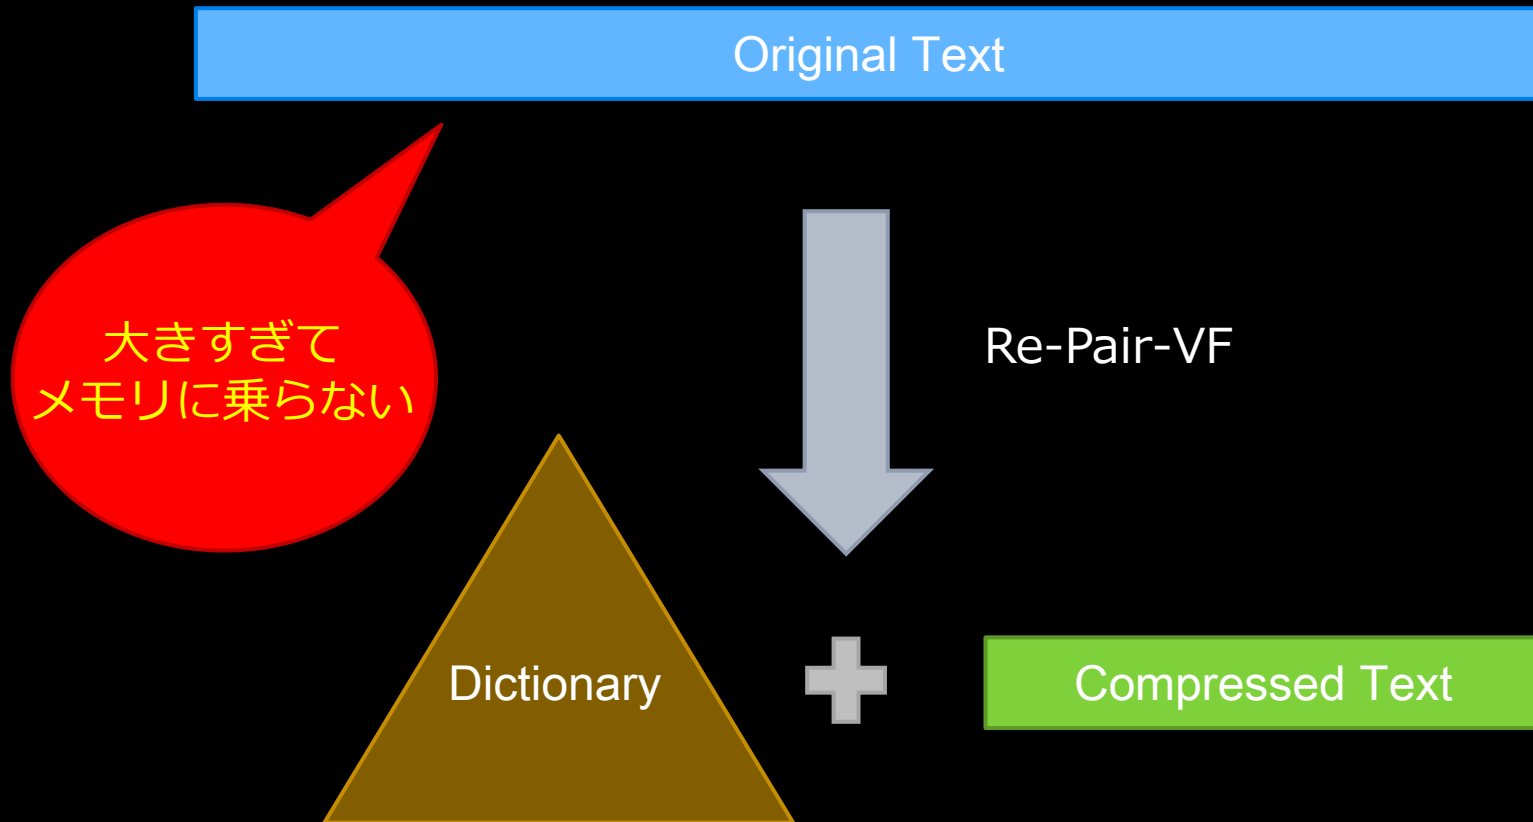 Original Text
大きすぎて
メモリに乗らない
Re-Pair-VF
Dictionary
Compressed Text